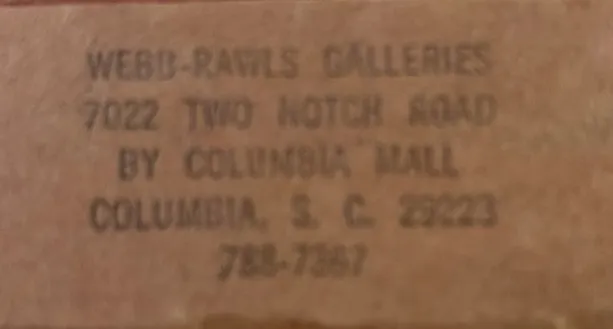 WEBB-RAWLS GALLERIES
7022 TWO NOTCH ROAD
BY COLUMBIA MALL
COLUMBIA, S. C. 29223
788-7367